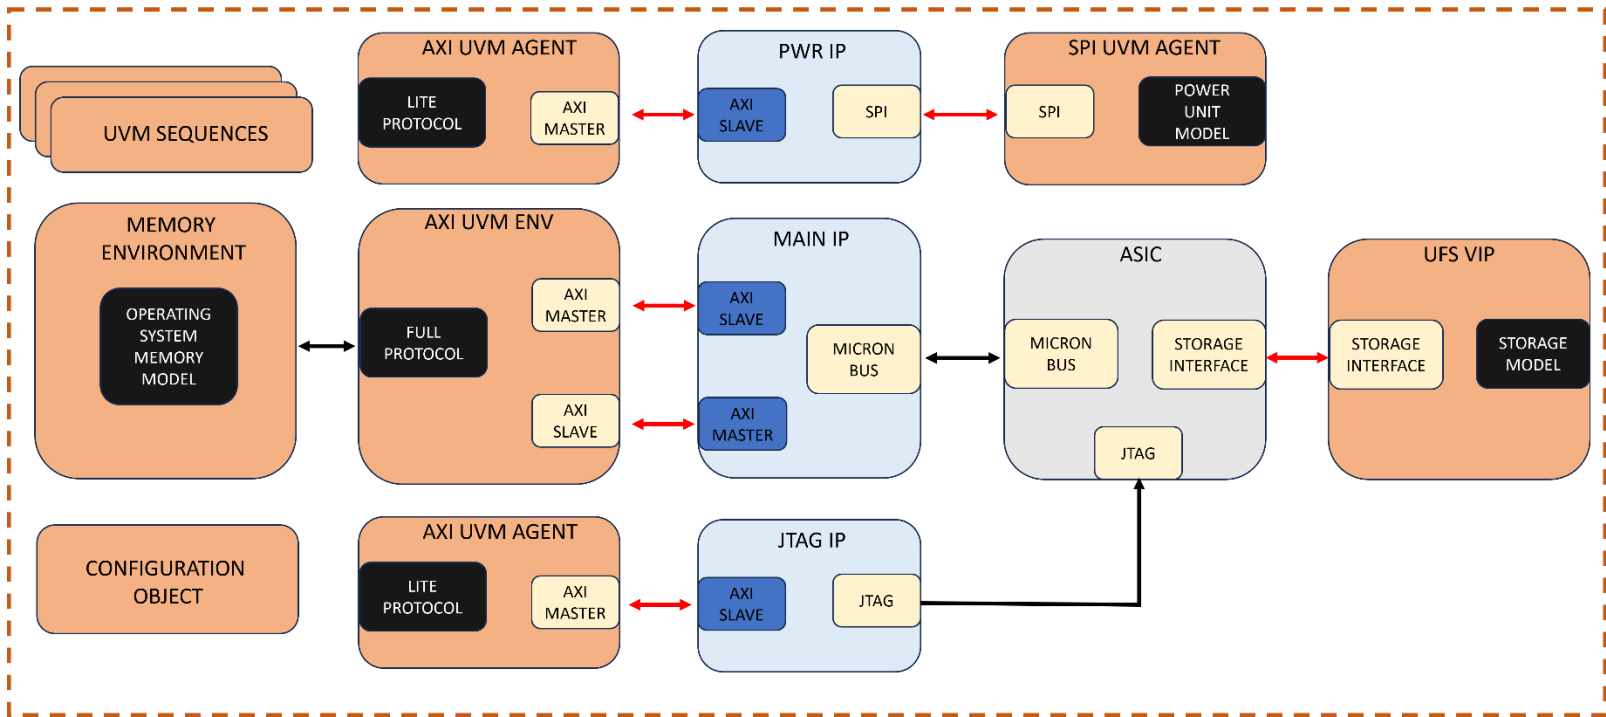 UVM SEQUENCES
AXI UVM AGENT
LITE
PROTOCOL
AXI
MASTER
PWR IP
AXI
SLAVE
SPI
SPI UVM AGENT
SPI
POWER
UNIT
MODEL
MEMORY
ENVIRONMENT
OPERATING
SYSTEM
MEMORY
MODEL
AXI UVM ENV
FULL
PROTOCOL
AXI
MASTER
AXI
SLAVE
MAIN IP
AXI
SLAVE
MICRON
BUS
AXI
MASTER
ASIC
MICRON
BUS
STORAGE
INTERFACE
JTAG
UFS VIP
STORAGE
INTERFACE
STORAGE
MODEL
CONFIGURATION
OBJECT
AXI UVM AGENT
LITE
PROTOCOL
AXI
MASTER
JTAG IP
AXI
SLAVE
JTAG